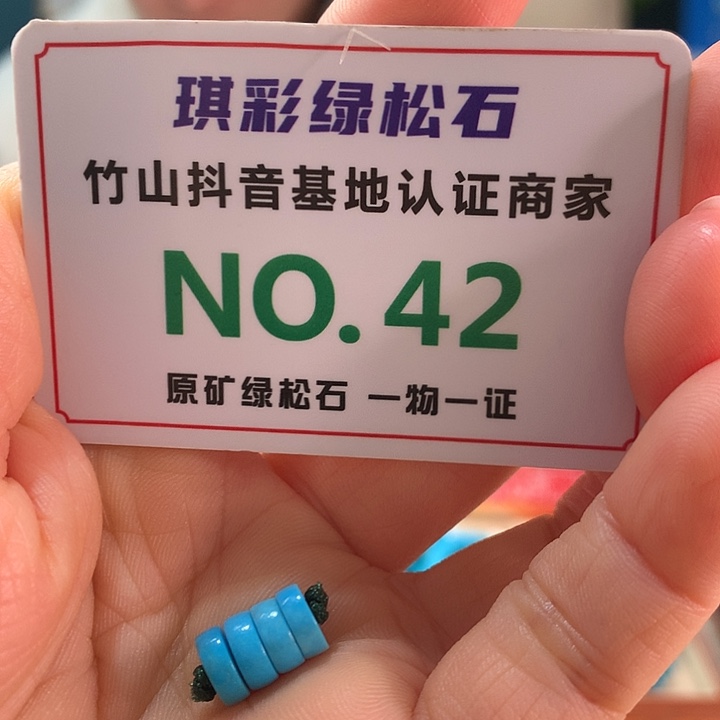 琪彩绿松石
竹山抖音基地认证商家
NO. 42
原矿绿松石 一物一证